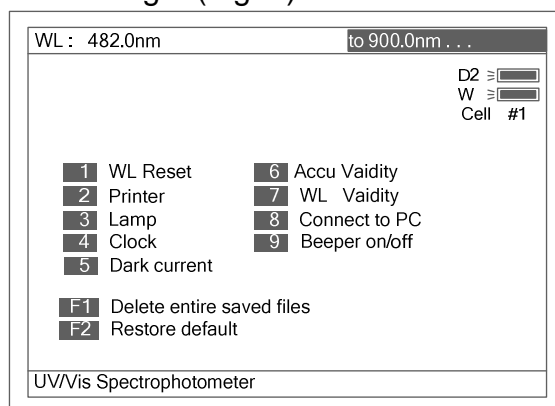 WL: 482.0nm to 900.0nm . . .
D2
W
Cell #1
1 WL Reset 6 Accu Vaidity
2 Printer 7 WL Vaidity
3 Lamp 8 Connect to PC
4 Clock 9 Beeper on/off
5 Dark current
F1 Delete entire saved files
F2 Restore default
UV/Vis Spectrophotometer